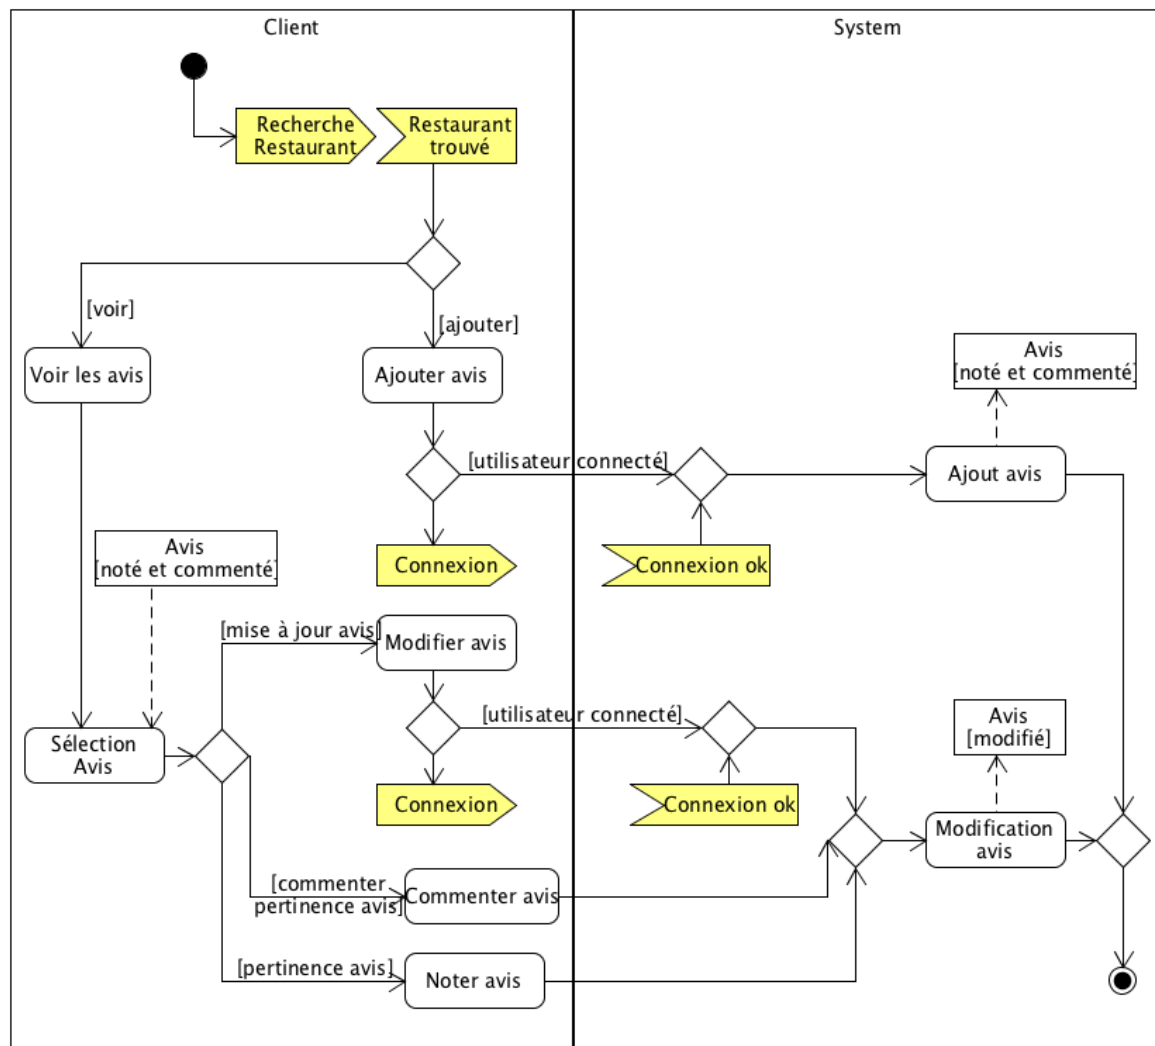 Client
System
Recherche
Restaurant
Restaurant
trouvé
[voir]
[ajouter]
Voir les avis
Ajouter avis
Avis
[noté et commenté]
[utilisateur connecté]
Ajout avis
Avis
[noté et commenté]
Connexion
Connexion ok
[mise à jour avis]
Modifier avis
[utilisateur connecté]
Avis
[modifié]
Sélection
Avis
Connexion
Connexion ok
Modification
avis
[commenter
pertinence avis]
Commenter avis
[pertinence avis]
Noter avis